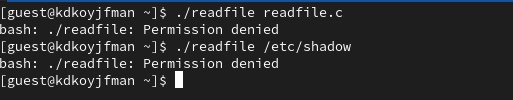 [guest@kdkoyjfman ~]$ ./readfile readfile.c
bash: ./readfile: Permission denied
[guest@kdkoyjfman ~]$ ./readfile /etc/shadow
bash: ./readfile: Permission denied
[guest@kdkoyjfman ~]$